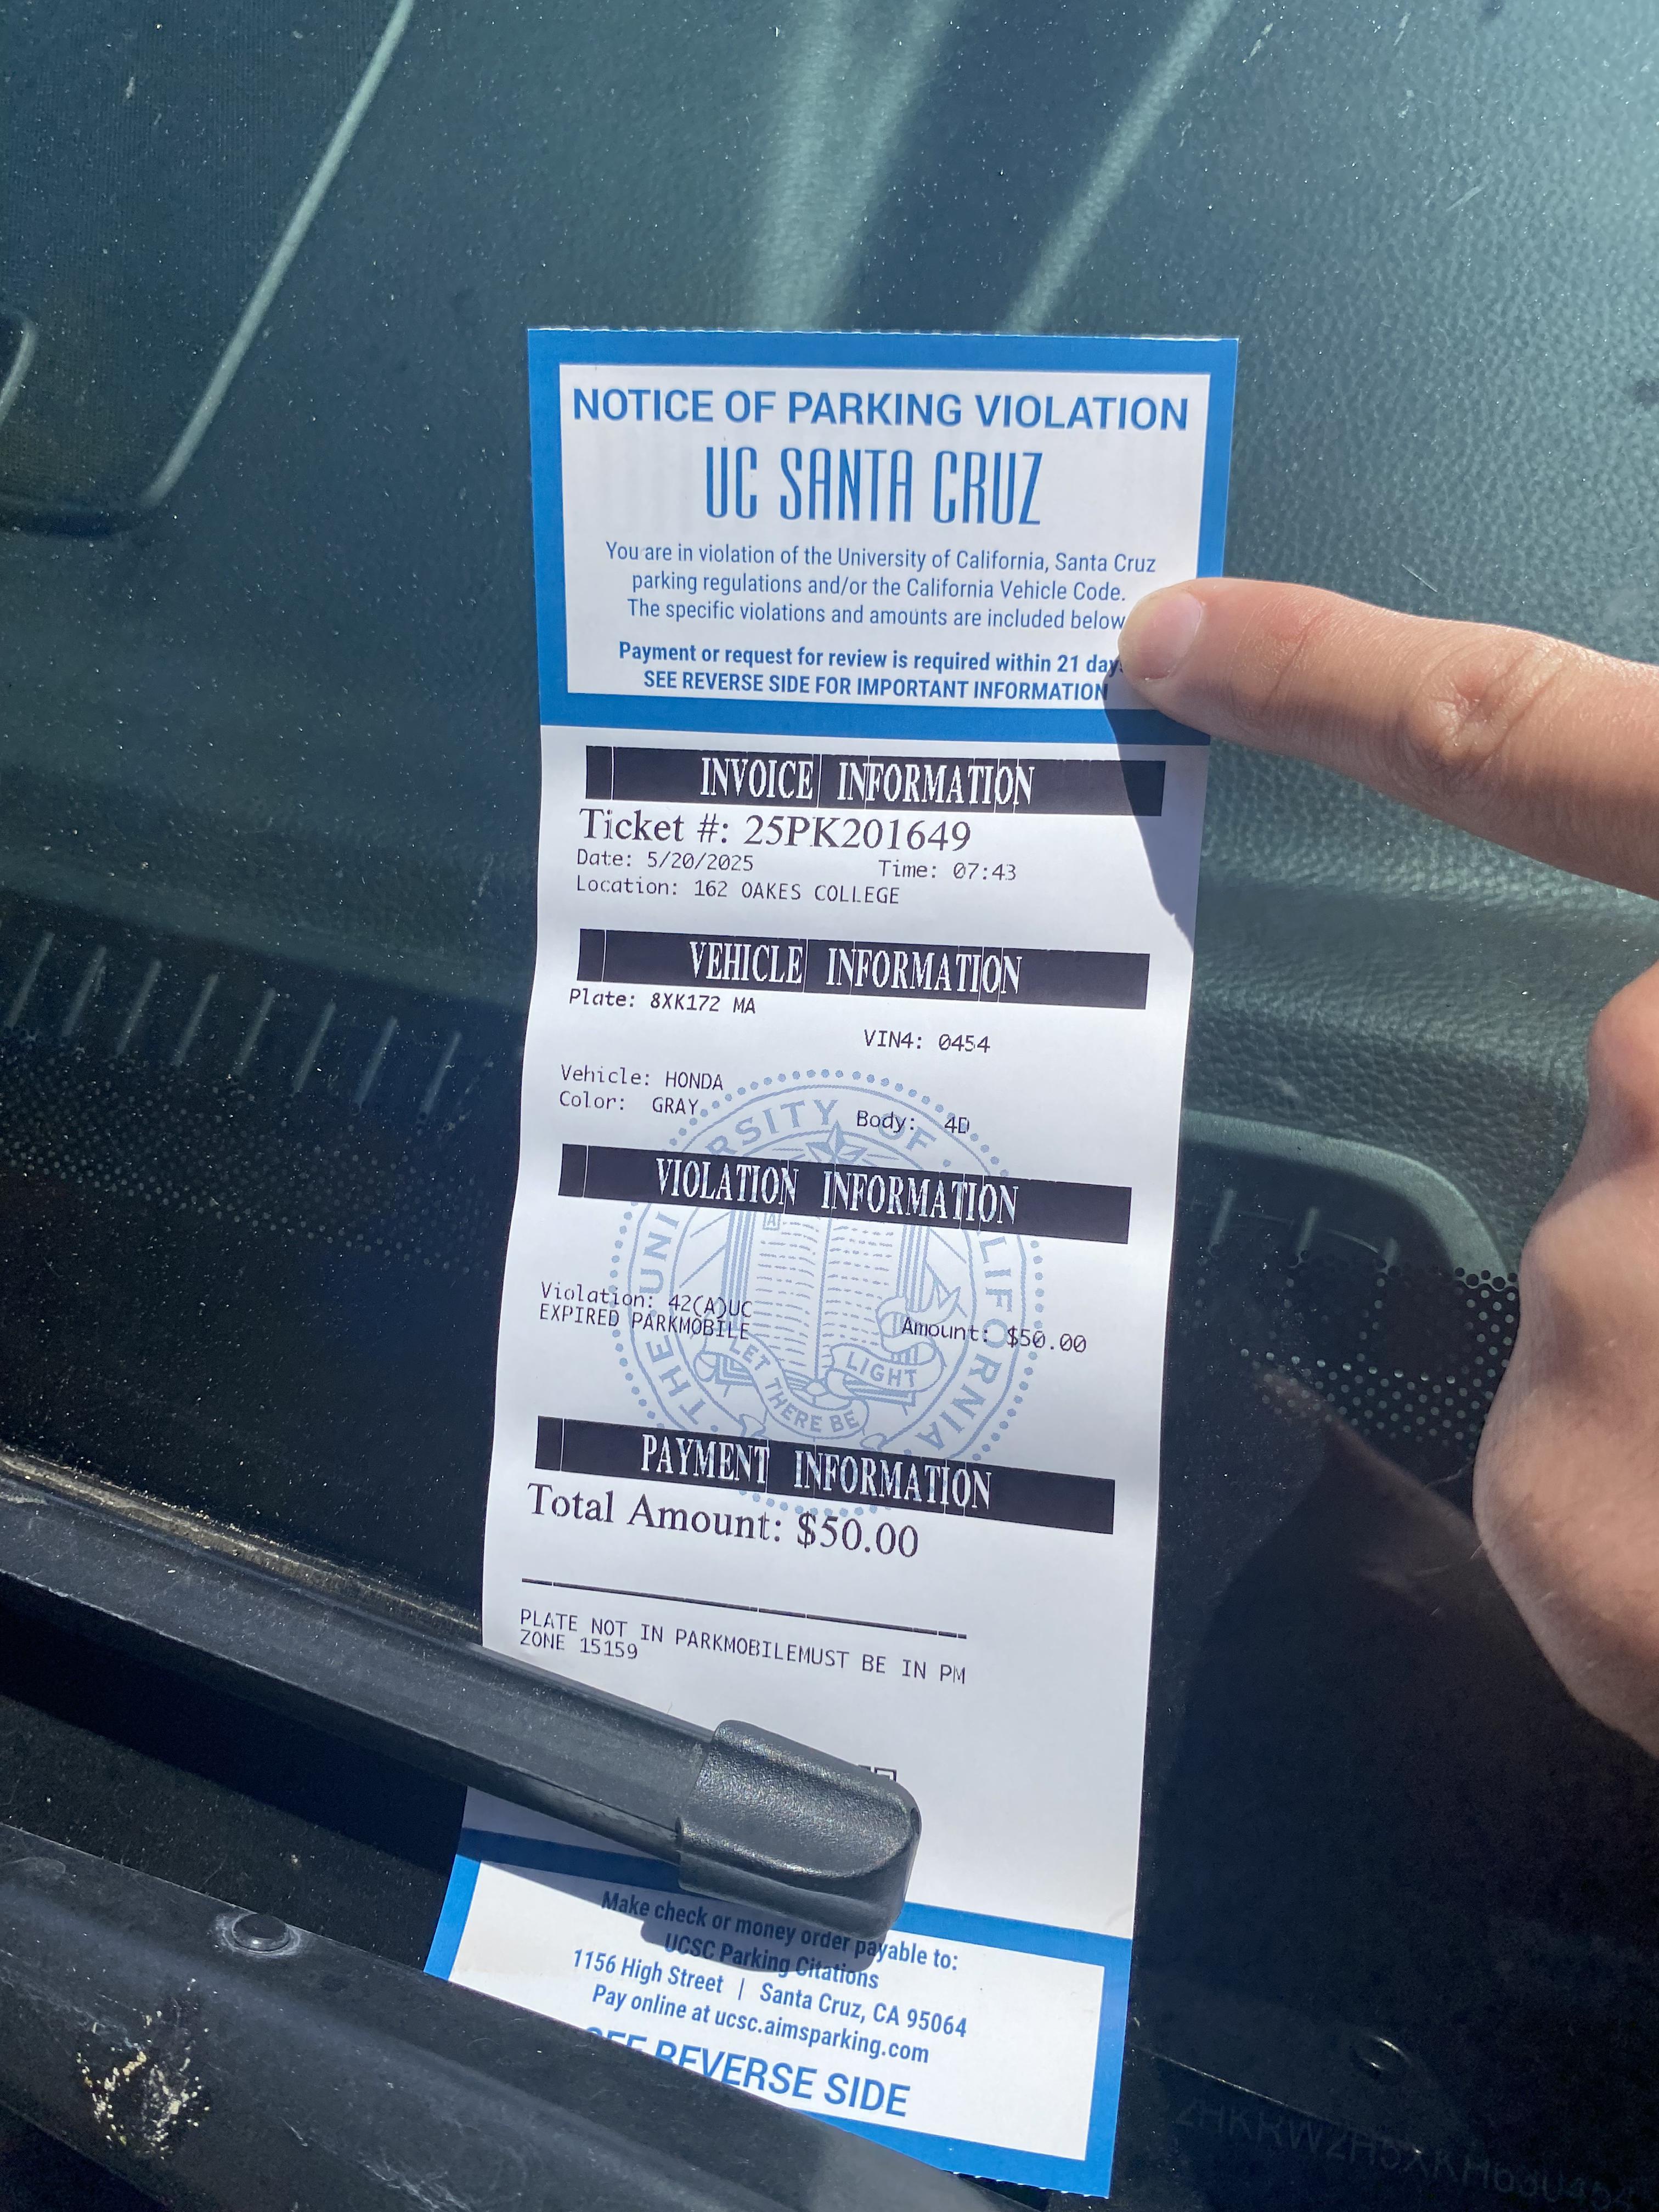 NOTICE OF PARKING VIOLATION
UC SANTA CRUZ
You are in violation of the University of California, Santa Cruz
parking regulations and/or the California Vehicle Code.
The specific violations and amounts are included below
Payment or request for review is required within 21 days
SEE REVERSE SIDE FOR IMPORTANT INFORMATION
INVOICE INFORMATION
Ticket #: 25PK201649
Date: 5/20/2025 Time: 07:43
Location: 162 OAKES COLLEGE
VEHICLE INFORMATION
Plate: 8XK172 MA
VIN4: 0454
Vehicle: HONDA
Color: GRAY
Body: 4D
VIOLATION INFORMATION
Violation: 42(A)UC
EXPIRED PARKMOBILE
Amount: $50.00
THE UNIVERSITY OF CALIFORNIA
A
LET THERE BE LIGHT
PAYMENT INFORMATION
Total Amount: $50.00
PLATE NOT IN PARKMOBILEMUST BE IN PM
ZONE 15159
Make check or money order payable to:
UCSC Parking Citations
1156 High Street | Santa Cruz, CA 95064
Pay online at ucsc.aimsparking.com
SEE REVERSE SIDE